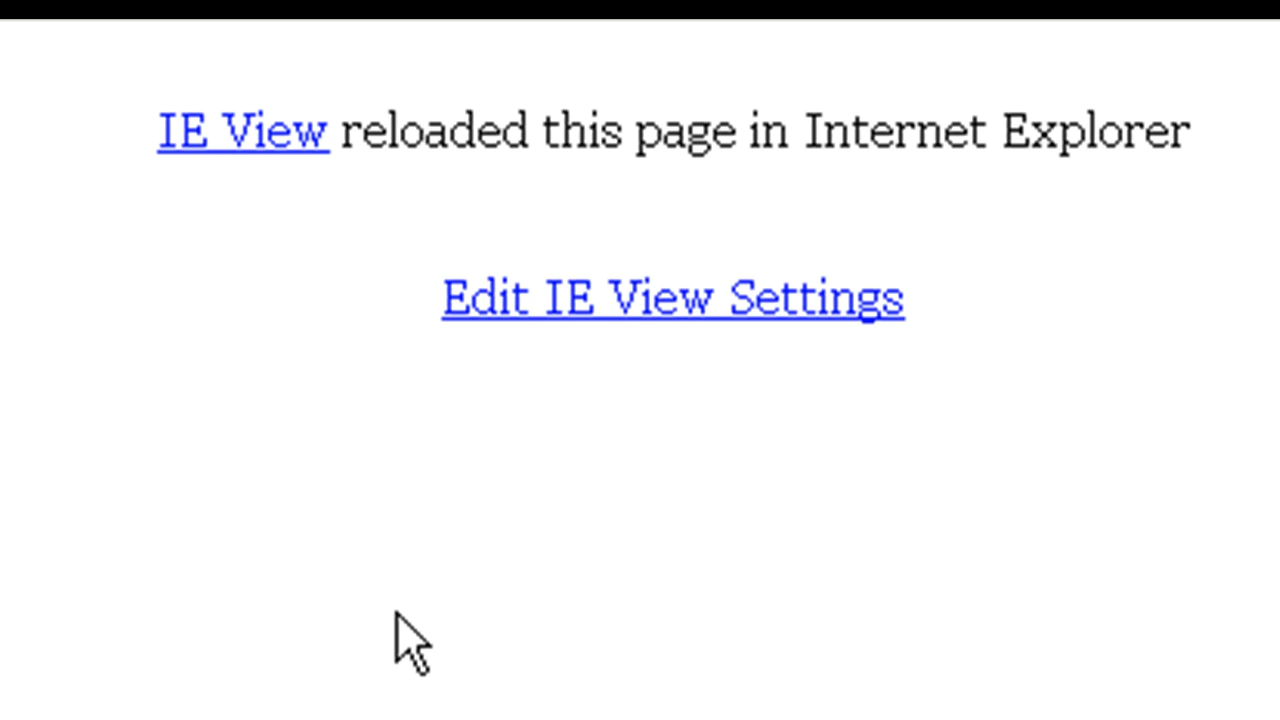 IE View reloaded this page in Internet Explorer
Edit IE View Settings